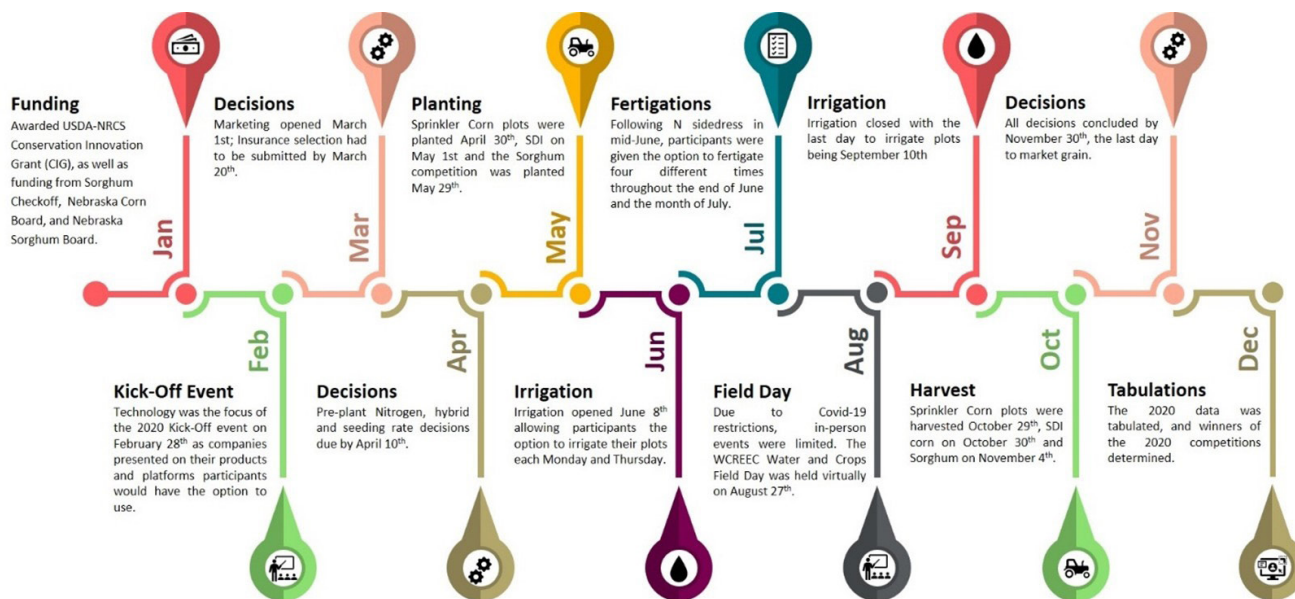 Funding
Awarded USDA-NRCS
Conservation Innovation
Grant (CIG), as well as
funding from Sorghum
Checkoff, Nebraska Corn
Board, and Nebraska
Sorghum Board.
Jan
Kick-Off Event
Technology was the focus of
the 2020 Kick-Off event on
February 28th as companies
presented on their products
and platforms participants
would have the option to
use.
Feb
Decisions
Marketing opened March
1st; Insurance selection had
to be submitted by March
20th.
Mar
Decisions
Pre-plant Nitrogen, hybrid
and seeding rate decisions
due by April 10th.
Apr
Planting
Sprinkler Corn plots were
planted April 30th, SDI on
May 1st and the Sorghum
competition was planted
May 29th.
May
Irrigation
Irrigation opened June 8th
allowing participants the
option to irrigate their plots
each Monday and Thursday.
Jun
Fertigations
Following N sidedress in
mid-June, participants were
given the option to fertigate
four different times
throughout the end of June
and the month of July.
Jul
Field Day
Due to Covid-19
restrictions, in-person
events were limited. The
WCREEC Water and Crops
Field Day was held virtually
on August 27th.
Aug
Irrigation
Irrigation closed with the
last day to irrigate plots
being September 10th
Sep
Harvest
Sprinkler Corn plots were
harvested October 29th, SDI
corn on October 30th and
Sorghum on November 4th.
Oct
Decisions
All decisions concluded by
November 30th, the last day
to market grain.
Nov
Tabulations
The 2020 data was
tabulated, and winners of
the 2020 competitions
determined.
Dec